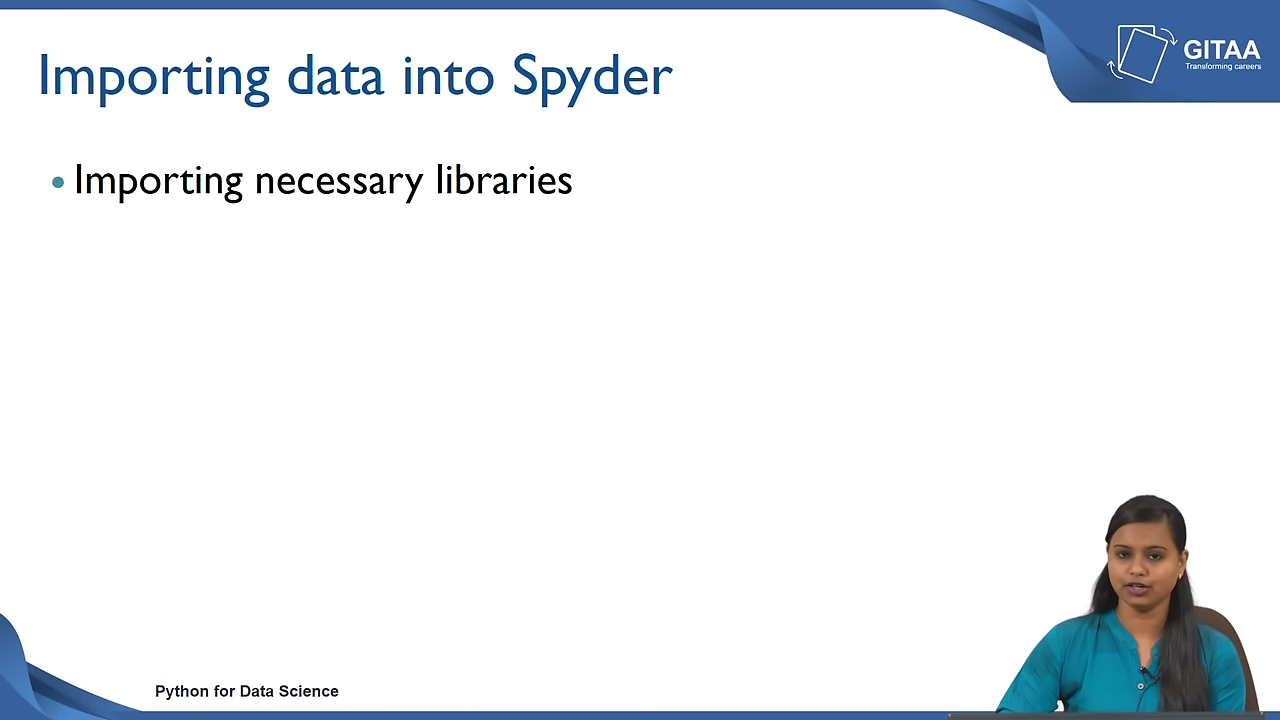 Importing data into Spyder
GITAA
Transforming careers
• Importing necessary libraries
Python for Data Science